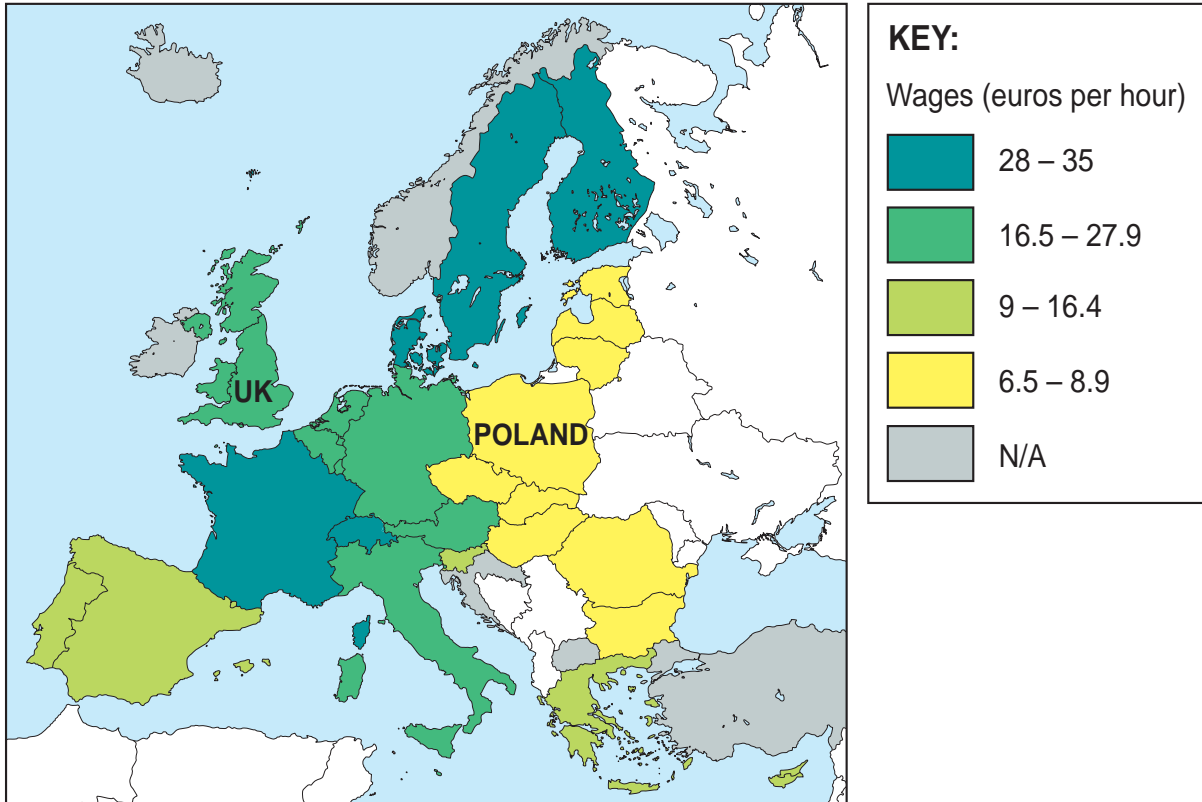 UK
POLAND
KEY:
Wages (euros per hour)
28 – 35
16.5 – 27.9
9 – 16.4
6.5 – 8.9
N/A